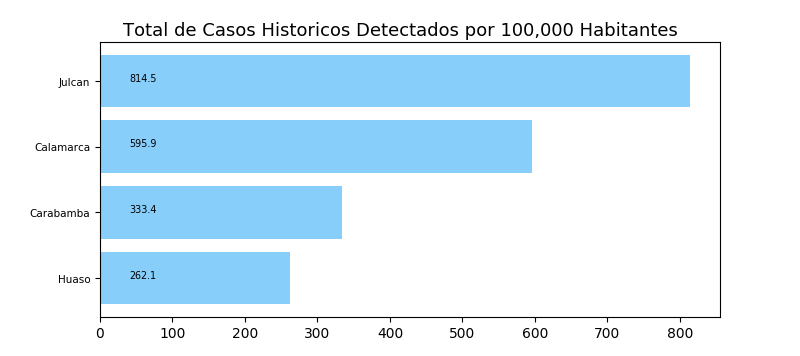 Total de Casos Historicos Detectados por 100,000 Habitantes
Julcan 814.5
Calamarca 595.9
Carabamba 333.4
Huaso 262.1
0 100 200 300 400 500 600 700 800